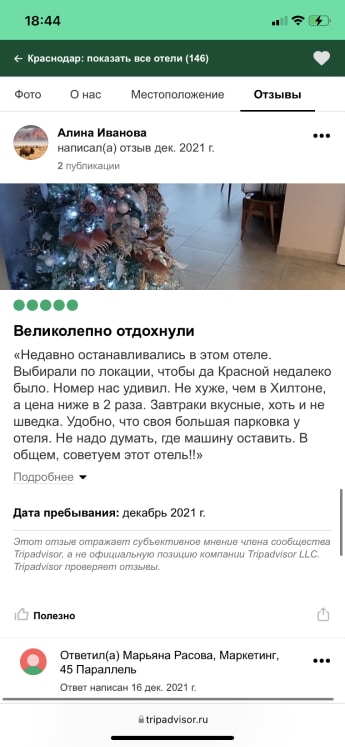 18:44
← Краснодар: показать все отели (146)
Фото О нас Местоположение Отзывы
Алина Иванова
написал(а) отзыв дек. 2021 г.
2 публикации
Великолепно отдохнули
«Недавно останавливались в этом отеле.
Выбирали по локации, чтобы да Красной недалеко
было. Номер нас удивил. Не хуже, чем в Хилтоне,
а цена ниже в 2 раза. Завтраки вкусные, хоть и не
шведка. Удобно, что своя большая парковка у
отеля. Не надо думать, где машину оставить. В
общем, советуем этот отель!!»
Подробнее
Дата пребывания: декабрь 2021 г.
Этот отзыв отражает субъективное мнение члена сообщества
Tripadvisor, а не официальную позицию компании Tripadvisor LLC.
Tripadvisor проверяет отзывы.
Полезно
Ответил(а) Марьяна Расова, Маркетинг,
45 Параллель
Ответ написан 16 дек. 2021 г.
tripadvisor.ru